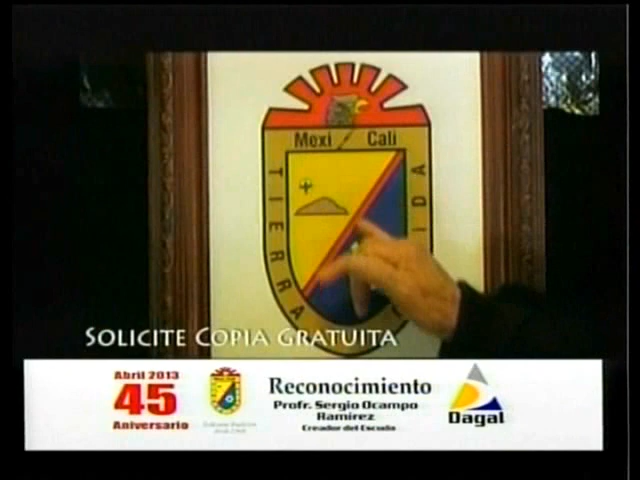 Mexi Cali
TIERRA
IDA
SOLICITE COPIA GRATUITA
Abril 2013
45
Aniversario
Reconocimiento
Profr. Sergio Ocampo
Ramírez
Creador del Escudo
Dagal